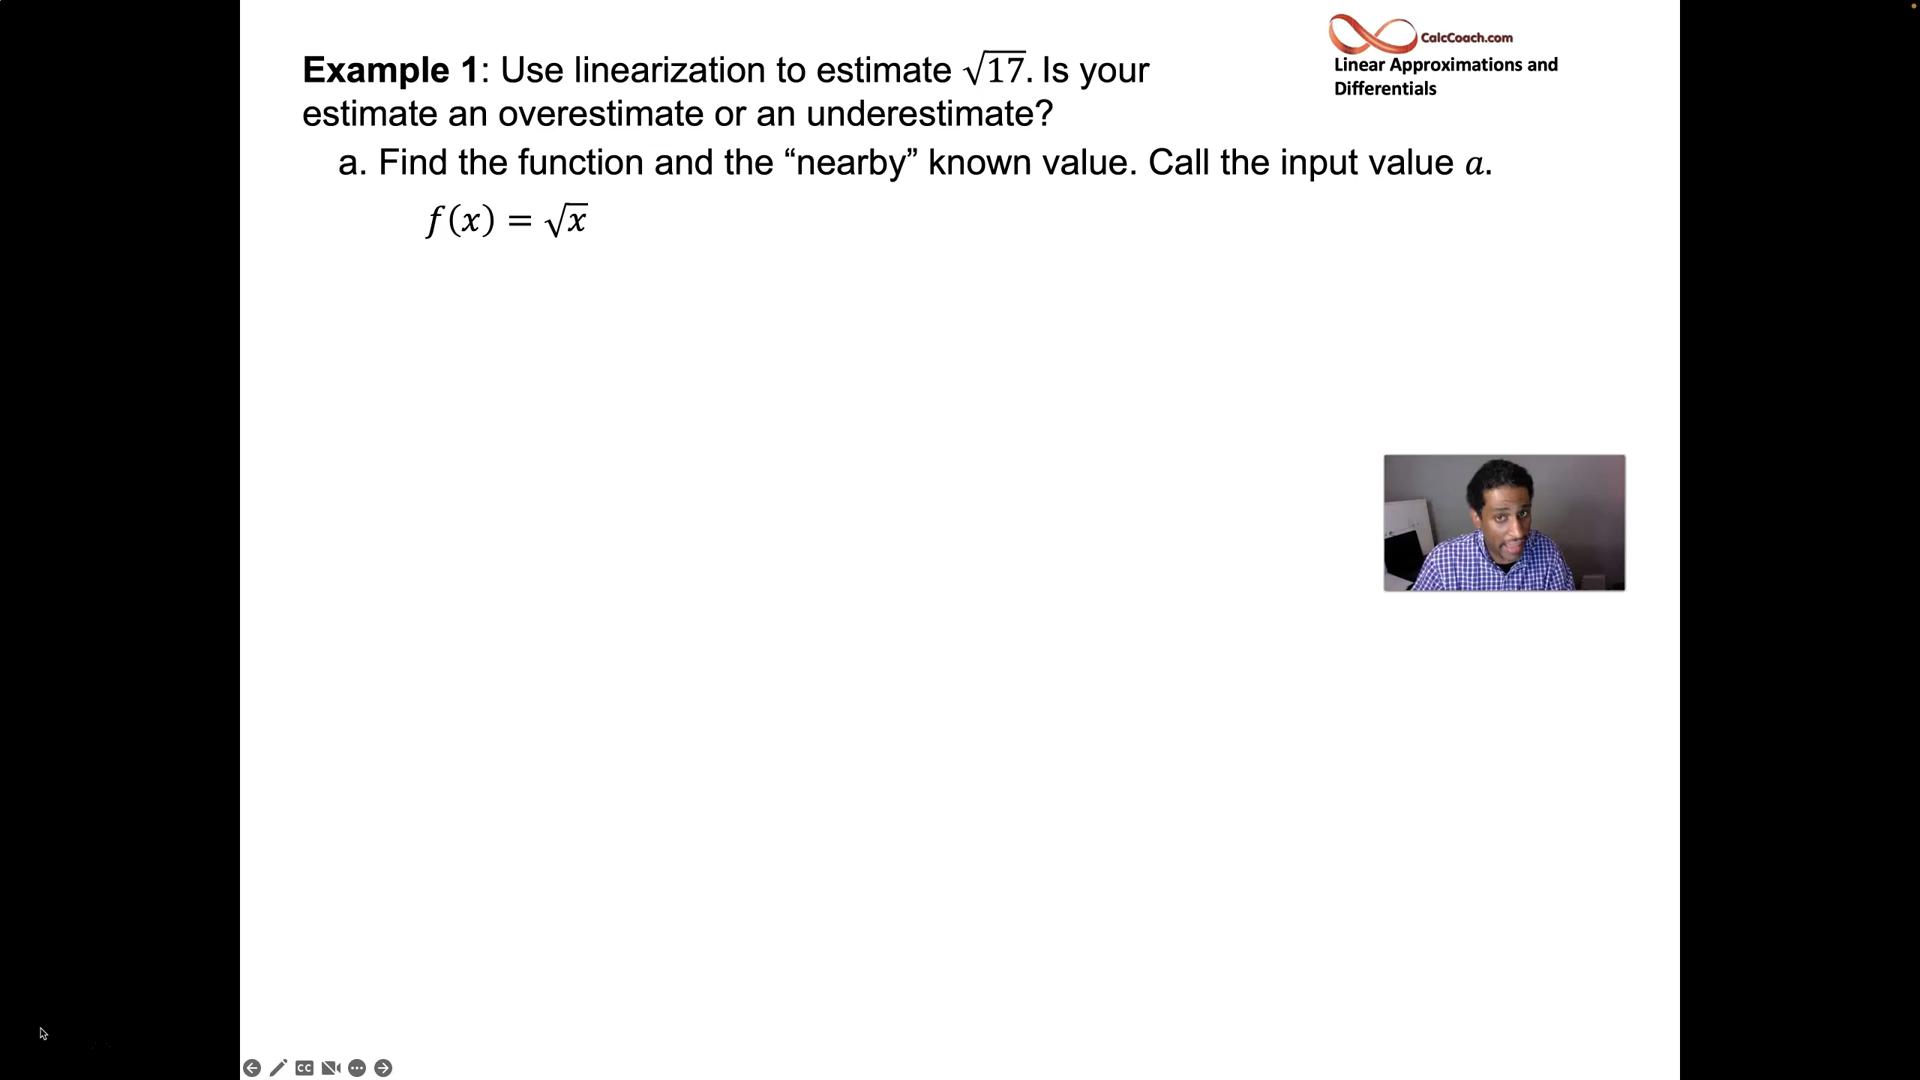 CalcCoach.com
Linear Approximations and
Differentials
Example 1: Use linearization to estimate √17. Is your
estimate an overestimate or an underestimate?
a. Find the function and the “nearby” known value. Call the input value a.
f(x) = √x
CC